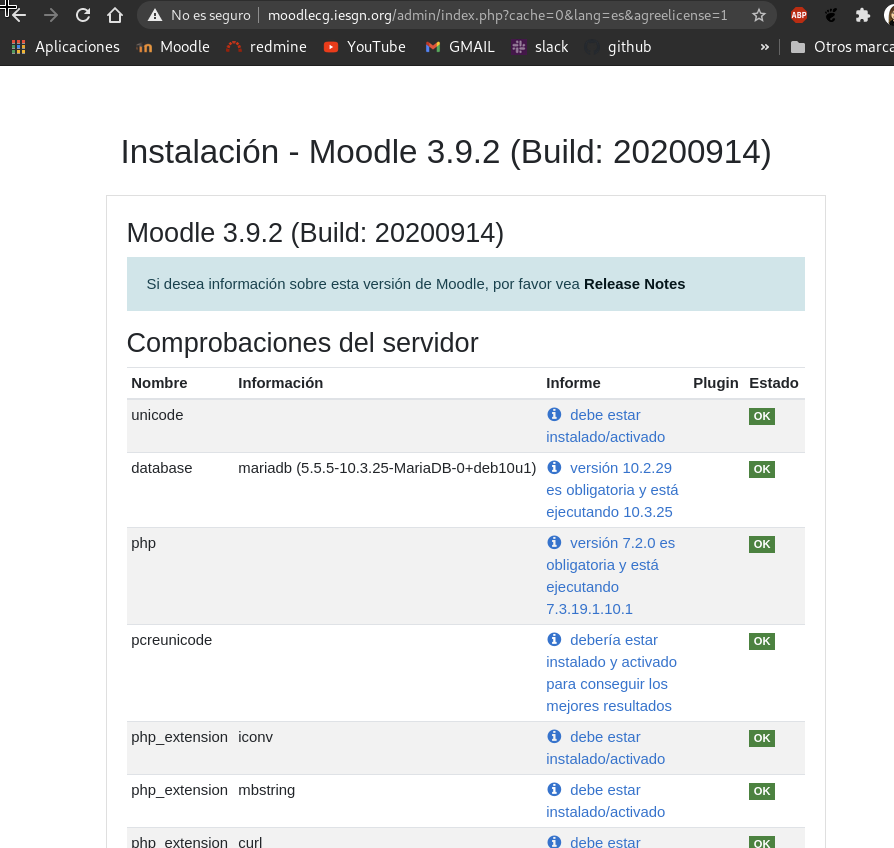 No es seguro moodlecg.iesgn.org/admin/index.php?cache=0&lang=es&agreelicense=1 ABP
Aplicaciones Moodle redmine YouTube GMAIL slack github » Otros marca
Instalación - Moodle 3.9.2 (Build: 20200914)
Moodle 3.9.2 (Build: 20200914)
Si desea información sobre esta versión de Moodle, por favor vea Release Notes
Comprobaciones del servidor
Nombre Información Informe Plugin Estado
unicode debe estar OK
instalado/activado
database mariadb (5.5.5-10.3.25-MariaDB-0+deb10u1) versión 10.2.29 OK
es obligatoria y está
ejecutando 10.3.25
php versión 7.2.0 es OK
obligatoria y está
ejecutando
7.3.19.1.10.1
pcreunicode debería estar OK
instalado y activado
para conseguir los
mejores resultados
php_extension iconv debe estar OK
instalado/activado
php_extension mbstring debe estar OK
instalado/activado
php_extension curl debe estar OK